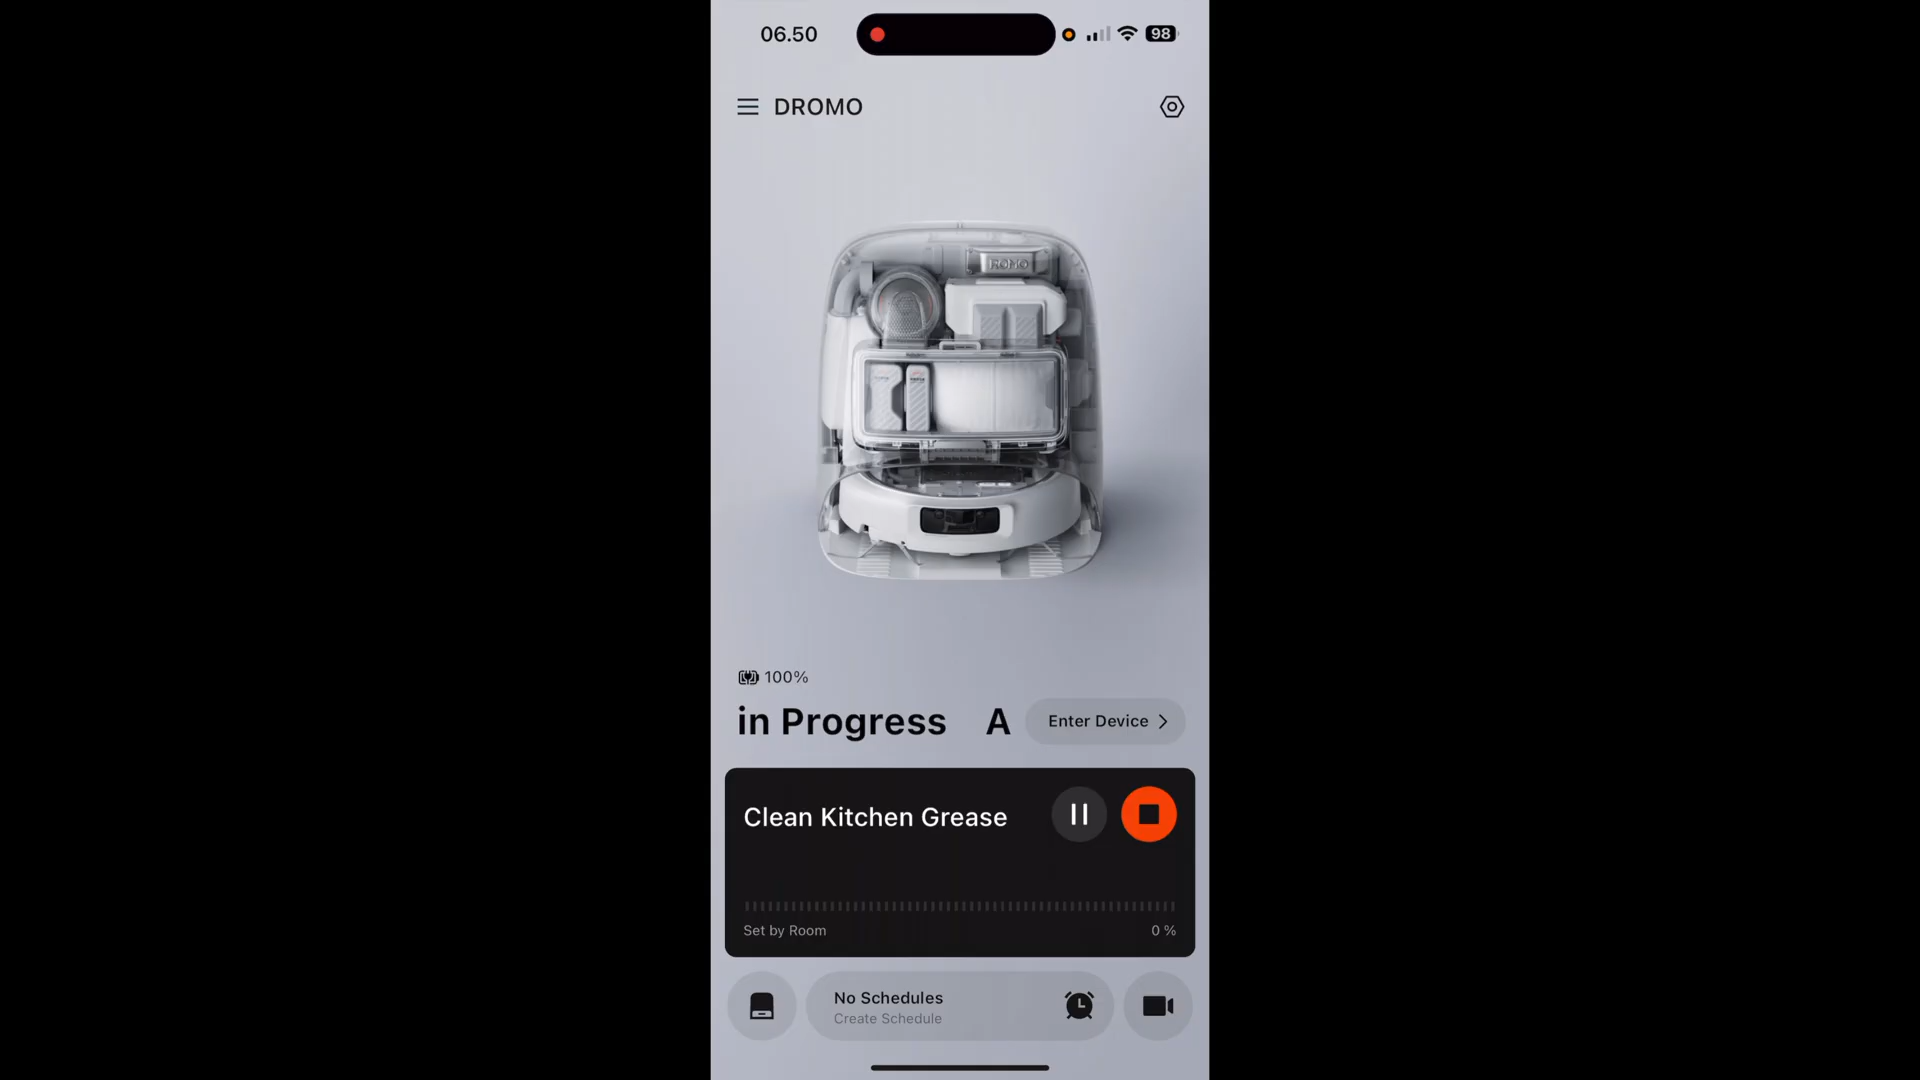 06.50
98
DROMO
ROMO
100%
in Progress A
Enter Device
Clean Kitchen Grease
Set by Room
0 %
No Schedules
Create Schedule